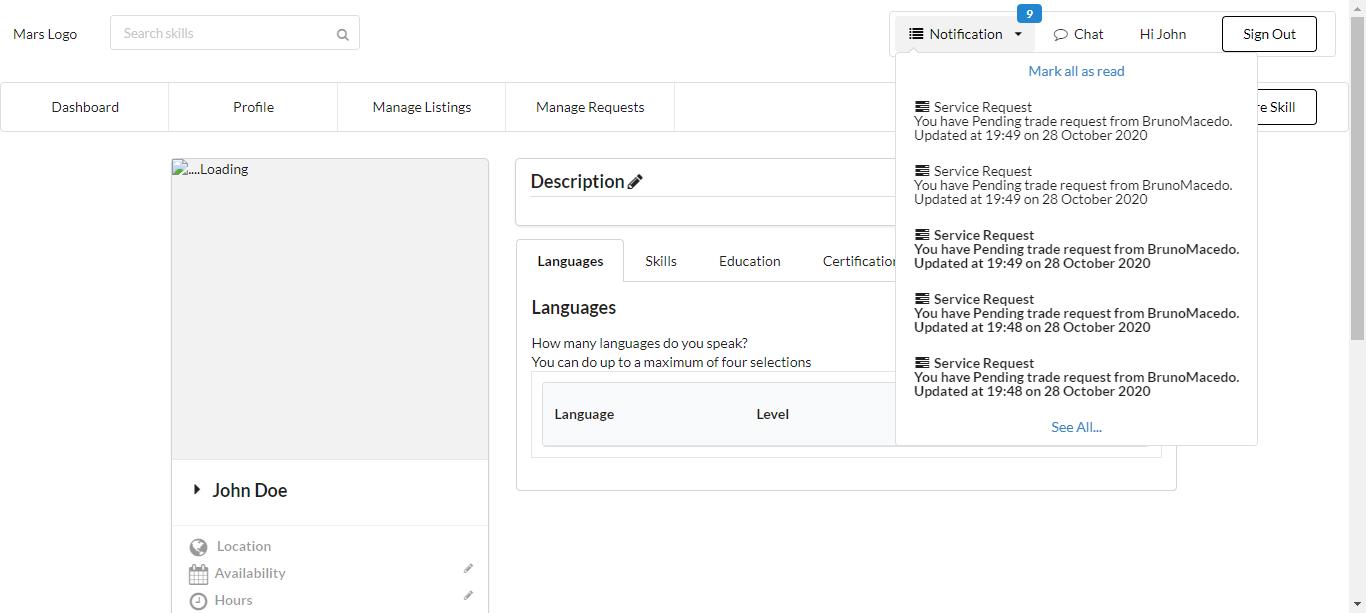 Mars Logo
Search skills
9
Notification
Chat
Hi John
Sign Out
Mark all as read
Dashboard
Profile
Manage Listings
Manage Requests
re Skill
Service Request
You have Pending trade request from BrunoMacedo.
Updated at 19:49 on 28 October 2020
Service Request
You have Pending trade request from BrunoMacedo.
Updated at 19:49 on 28 October 2020
Service Request
You have Pending trade request from BrunoMacedo.
Updated at 19:49 on 28 October 2020
Service Request
You have Pending trade request from BrunoMacedo.
Updated at 19:48 on 28 October 2020
Service Request
You have Pending trade request from BrunoMacedo.
Updated at 19:48 on 28 October 2020
See All...
....Loading
John Doe
Location
Availability
Hours
Description
Languages
Skills
Education
Certification
Languages
How many languages do you speak?
You can do up to a maximum of four selections
Language
Level